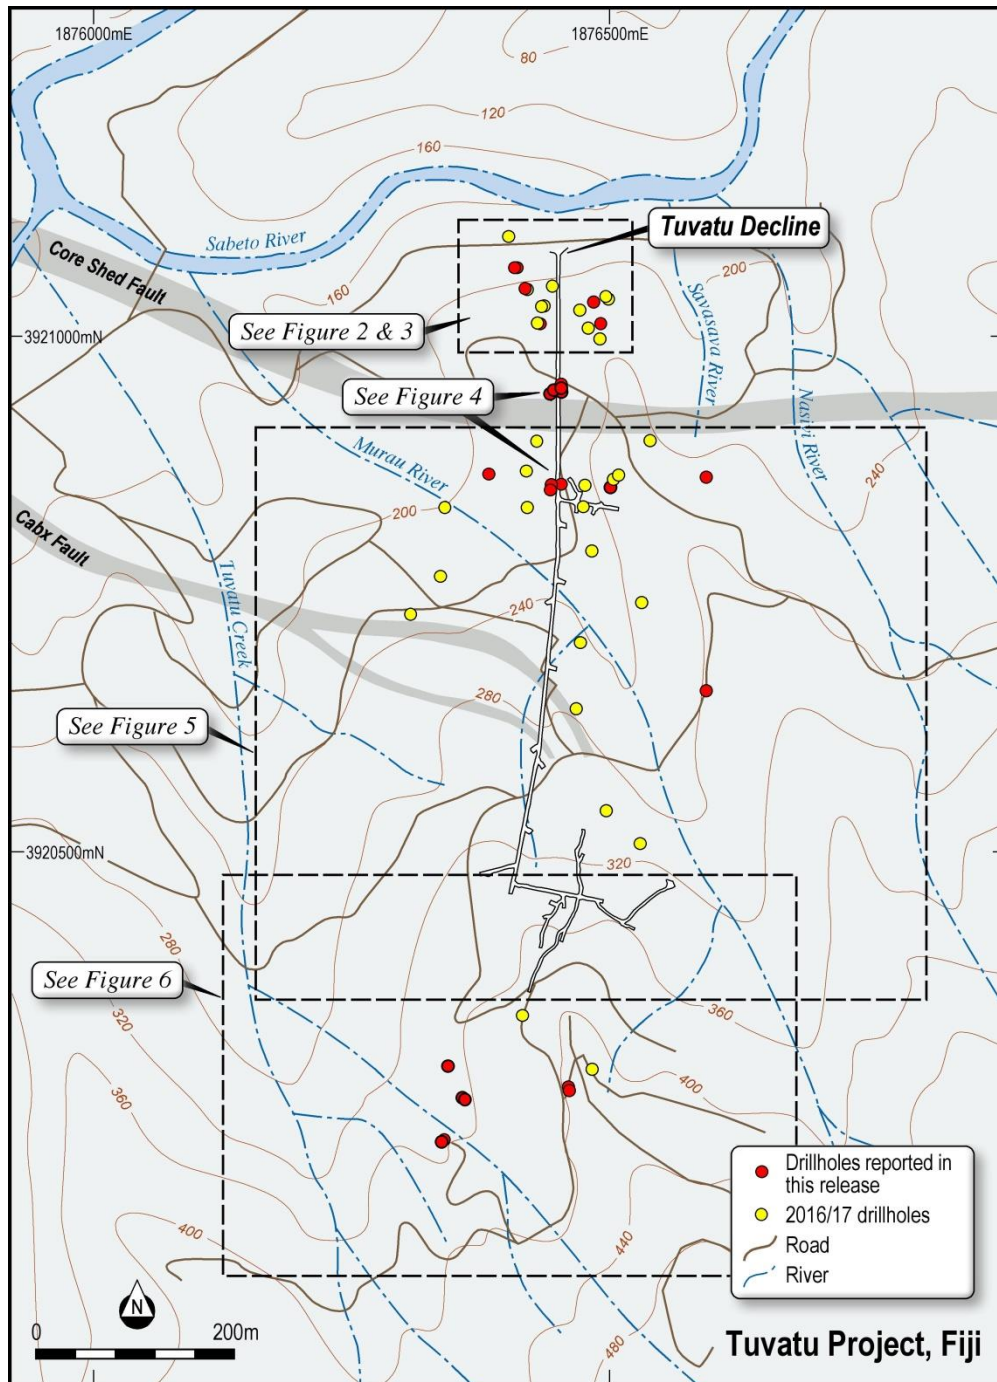 1876000mE
1876500mE
80
120
160
Sabeto River
Tuvatu Decline
200
Core Shed Fault
160
Savasava River
See Figure 2 & 3
3921000mN
See Figure 4
Nasivi River
Murau River
240
200
Cabx Fault
Tuvatu Creek
240
280
See Figure 5
3920500mN
320
280
See Figure 6
320
360
400
360
Drillholes reported in
this release
2016/17 drillholes
Road
River
400
440
N
480
0
200m
Tuvatu Project, Fiji